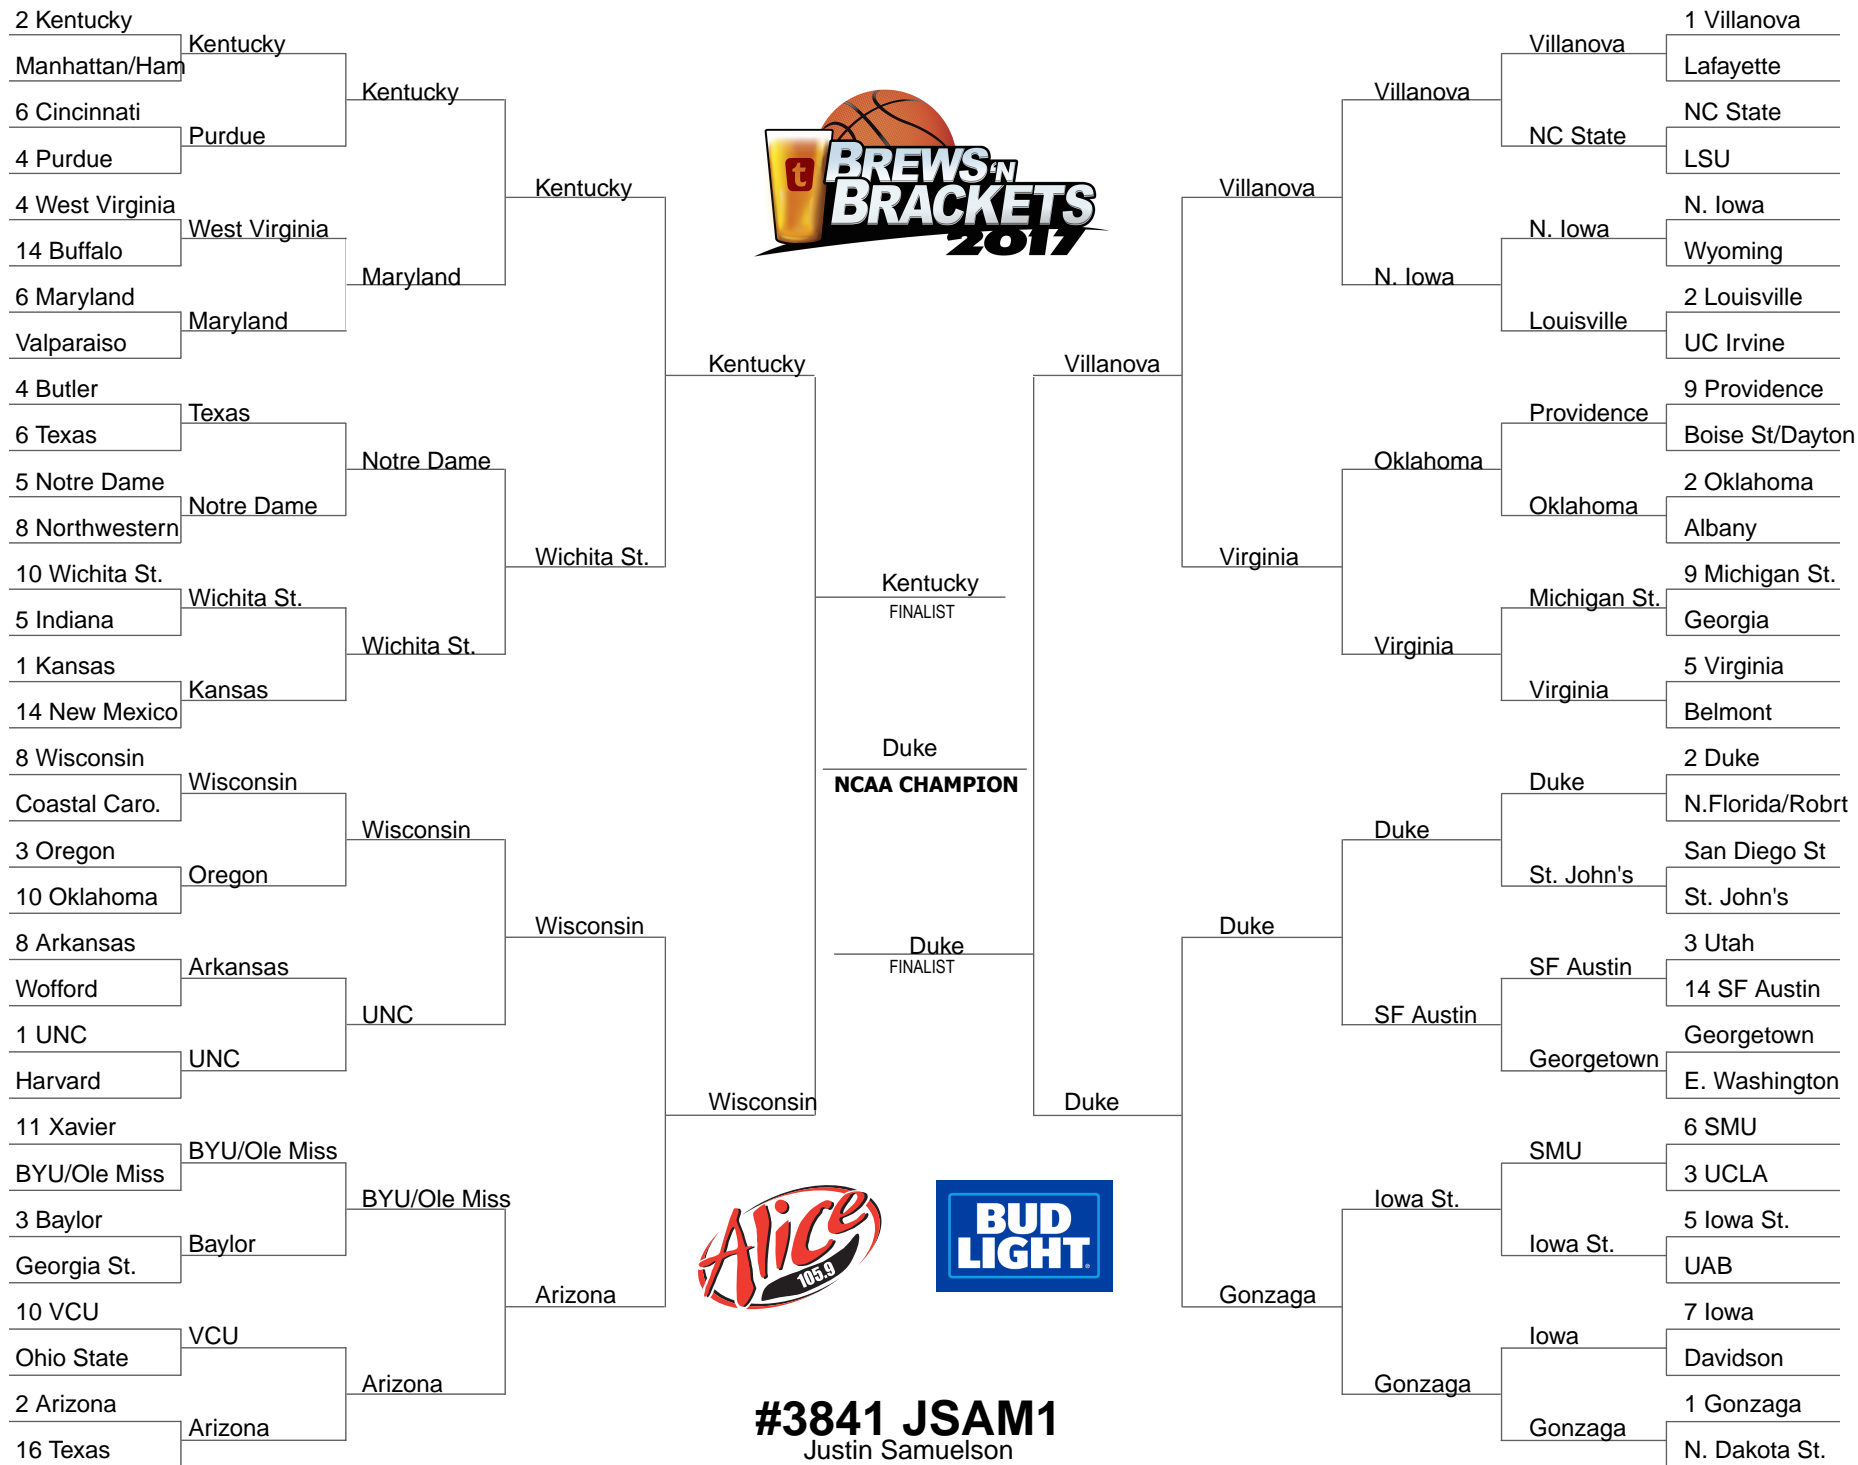 2 Kentucky
Manhattan/Ham
6 Cincinnati
4 Purdue
4 West Virginia
14 Buffalo
6 Maryland
Valparaiso
4 Butler
6 Texas
5 Notre Dame
8 Northwestern
10 Wichita St.
5 Indiana
1 Kansas
14 New Mexico
8 Wisconsin
Coastal Caro.
3 Oregon
10 Oklahoma
8 Arkansas
Wofford
1 UNC
Harvard
11 Xavier
BYU/Ole Miss
3 Baylor
Georgia St.
10 VCU
Ohio State
2 Arizona
16 Texas
Kentucky
Purdue
West Virginia
Maryland
Texas
Notre Dame
Wichita St.
Kansas
Wisconsin
Oregon
Arkansas
UNC
BYU/Ole Miss
Baylor
VCU
Arizona
Kentucky
Maryland
Notre Dame
Wichita St.
Wisconsin
UNC
BYU/Ole Miss
Arizona
Kentucky
Wichita St.
Wisconsin
Arizona
Kentucky
Wisconsin
t
BREWS 'N
BRACKETS
2017
Kentucky
FINALIST
Duke
NCAA CHAMPION
Duke
FINALIST
Alice
105.9
BUD
LIGHT
#3841 JSAM1
Justin Samuelson
Villanova
Duke
Villanova
Virginia
Duke
Gonzaga
Villanova
N. Iowa
Oklahoma
Virginia
Duke
SF Austin
Iowa St.
Gonzaga
Villanova
NC State
N. Iowa
Louisville
Providence
Oklahoma
Michigan St.
Virginia
Duke
St. John's
SF Austin
Georgetown
SMU
Iowa St.
Iowa
Gonzaga
1 Villanova
Lafayette
NC State
LSU
N. Iowa
Wyoming
2 Louisville
UC Irvine
9 Providence
Boise St/Dayton
2 Oklahoma
Albany
9 Michigan St.
Georgia
5 Virginia
Belmont
2 Duke
N.Florida/Robrt
San Diego St
St. John's
3 Utah
14 SF Austin
Georgetown
E. Washington
6 SMU
3 UCLA
5 Iowa St.
UAB
7 Iowa
Davidson
1 Gonzaga
N. Dakota St.